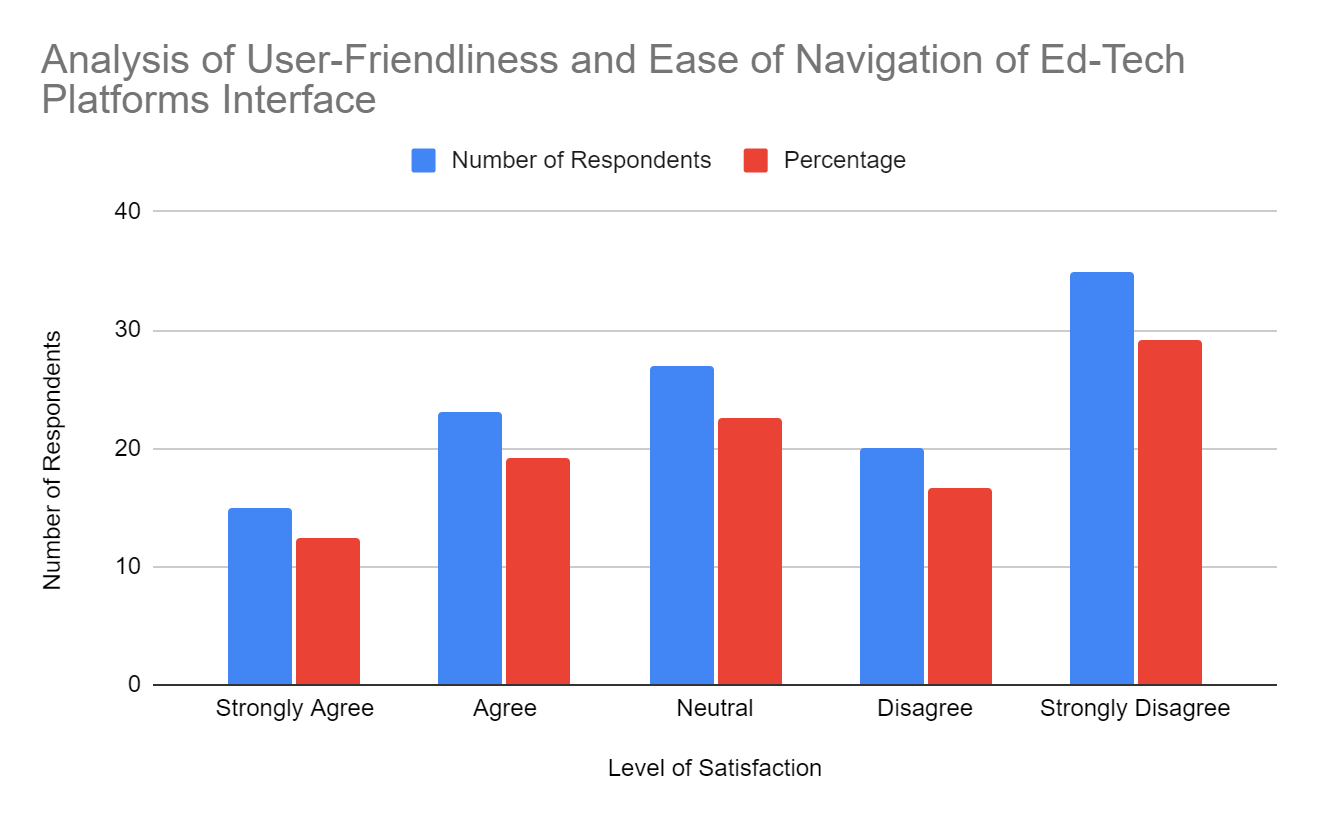 Analysis of User-Friendliness and Ease of Navigation of Ed-Tech
Platforms Interface
Number of Respondents
Percentage
40
30
20
10
0
Number of Respondents
Strongly Agree
Agree
Neutral
Disagree
Strongly Disagree
Level of Satisfaction